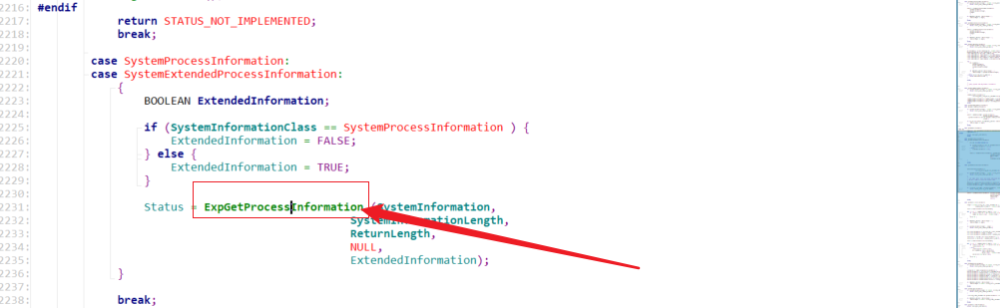 2216: #endif
2217: return STATUS_NOT_IMPLEMENTED;
2218: break;
2219:
2220: case SystemProcessInformation:
2221: case SystemExtendedProcessInformation:
2222: {
2223: BOOLEAN ExtendedInformation;
2224:
2225: if (SystemInformationClass == SystemProcessInformation ) {
2226: ExtendedInformation = FALSE;
2227: } else {
2228: ExtendedInformation = TRUE;
2229: }
2230:
2231: Status = ExpGetProcessInformation (SystemInformation,
2232: SystemInformationLength,
2233: ReturnLength,
2234: NULL,
2235: ExtendedInformation);
2236: }
2237:
2238: break;